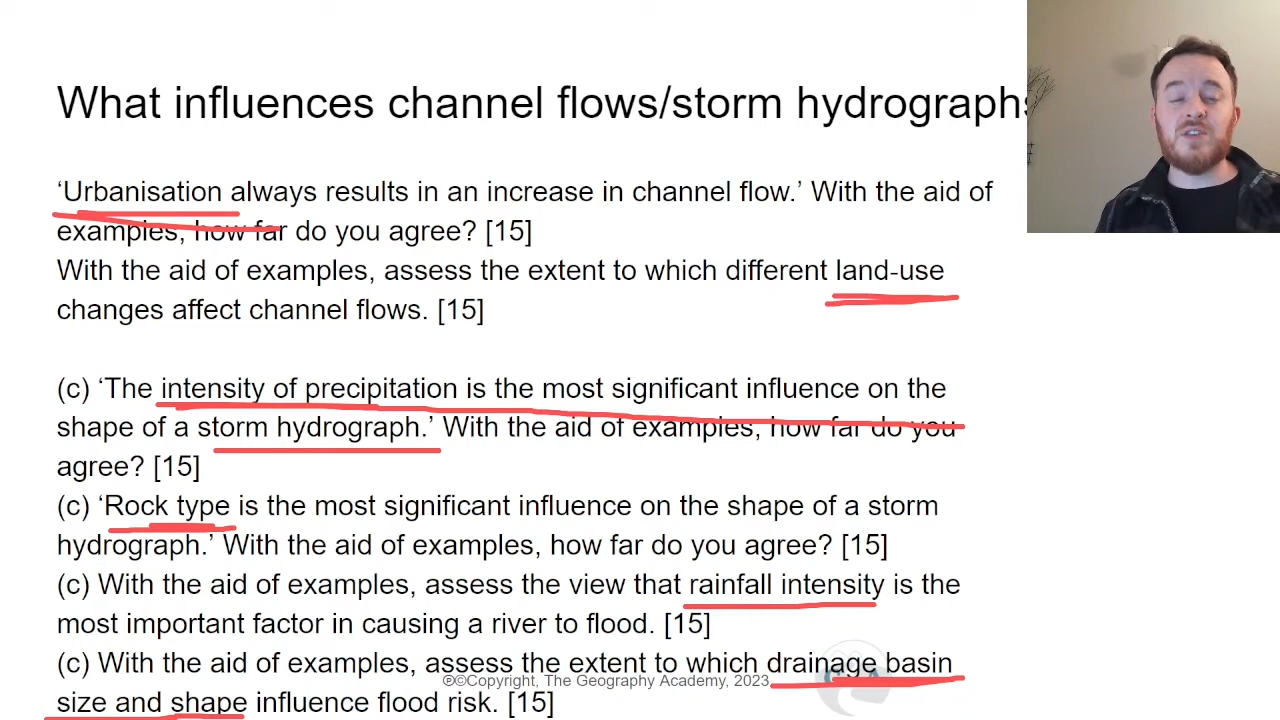 What influences channel flows/storm hydrographs
‘Urbanisation always results in an increase in channel flow.’ With the aid of
examples, how far do you agree? [15]
With the aid of examples, assess the extent to which different land-use
changes affect channel flows. [15]
(c) ‘The intensity of precipitation is the most significant influence on the
shape of a storm hydrograph.’ With the aid of examples, how far do you
agree? [15]
(c) ‘Rock type is the most significant influence on the shape of a storm
hydrograph.’ With the aid of examples, how far do you agree? [15]
(c) With the aid of examples, assess the view that rainfall intensity is the
most important factor in causing a river to flood. [15]
(c) With the aid of examples, assess the extent to which drainage basin
®©Copyright, The Geography Academy, 2023
size and shape influence flood risk. [15]